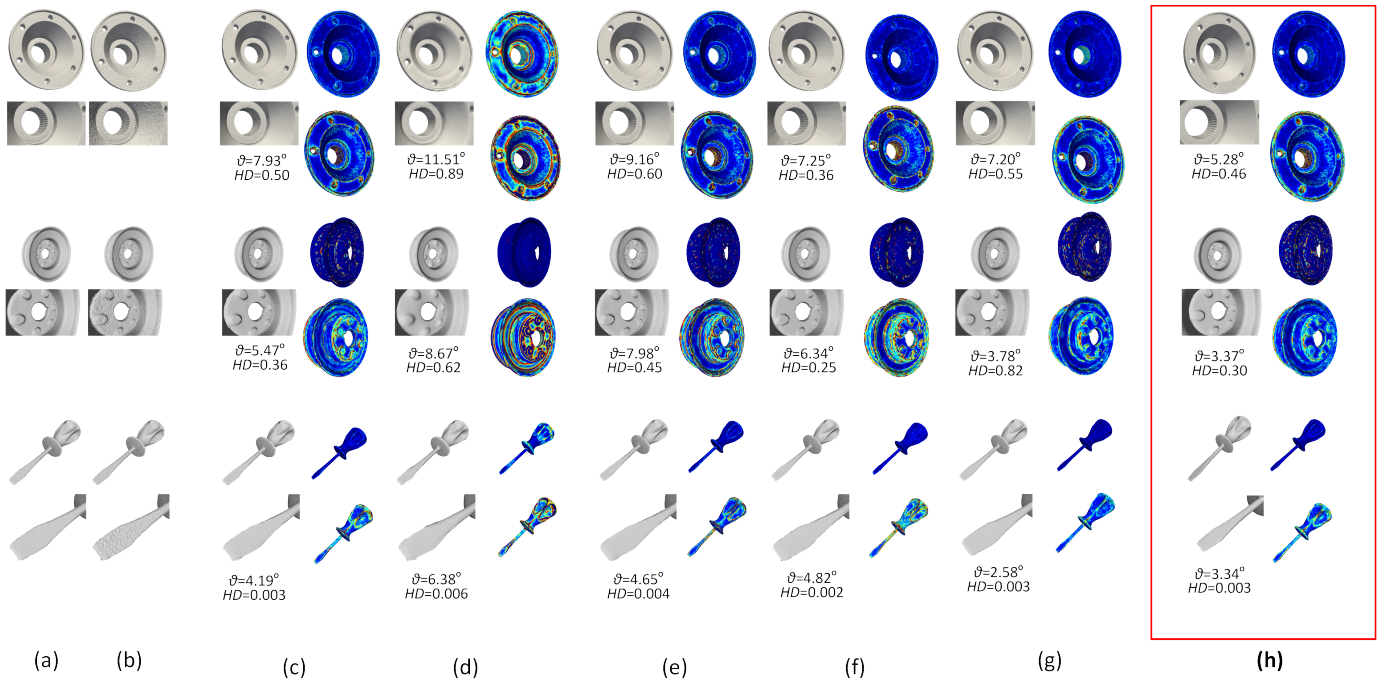 ϑ=7.93° ϑ=11.51° ϑ=9.16° ϑ=7.25° ϑ=7.20° ϑ=5.28°
HD=0.50 HD=0.89 HD=0.60 HD=0.36 HD=0.55 HD=0.46
ϑ=5.47° ϑ=8.67° ϑ=7.98° ϑ=6.34° ϑ=3.78° ϑ=3.37°
HD=0.36 HD=0.62 HD=0.45 HD=0.25 HD=0.82 HD=0.30
ϑ=4.19° ϑ=6.38° ϑ=4.65° ϑ=4.82° ϑ=2.58° ϑ=3.34°
HD=0.003 HD=0.006 HD=0.004 HD=0.002 HD=0.003 HD=0.003
(a) (b) (c) (d) (e) (f) (g) (h)